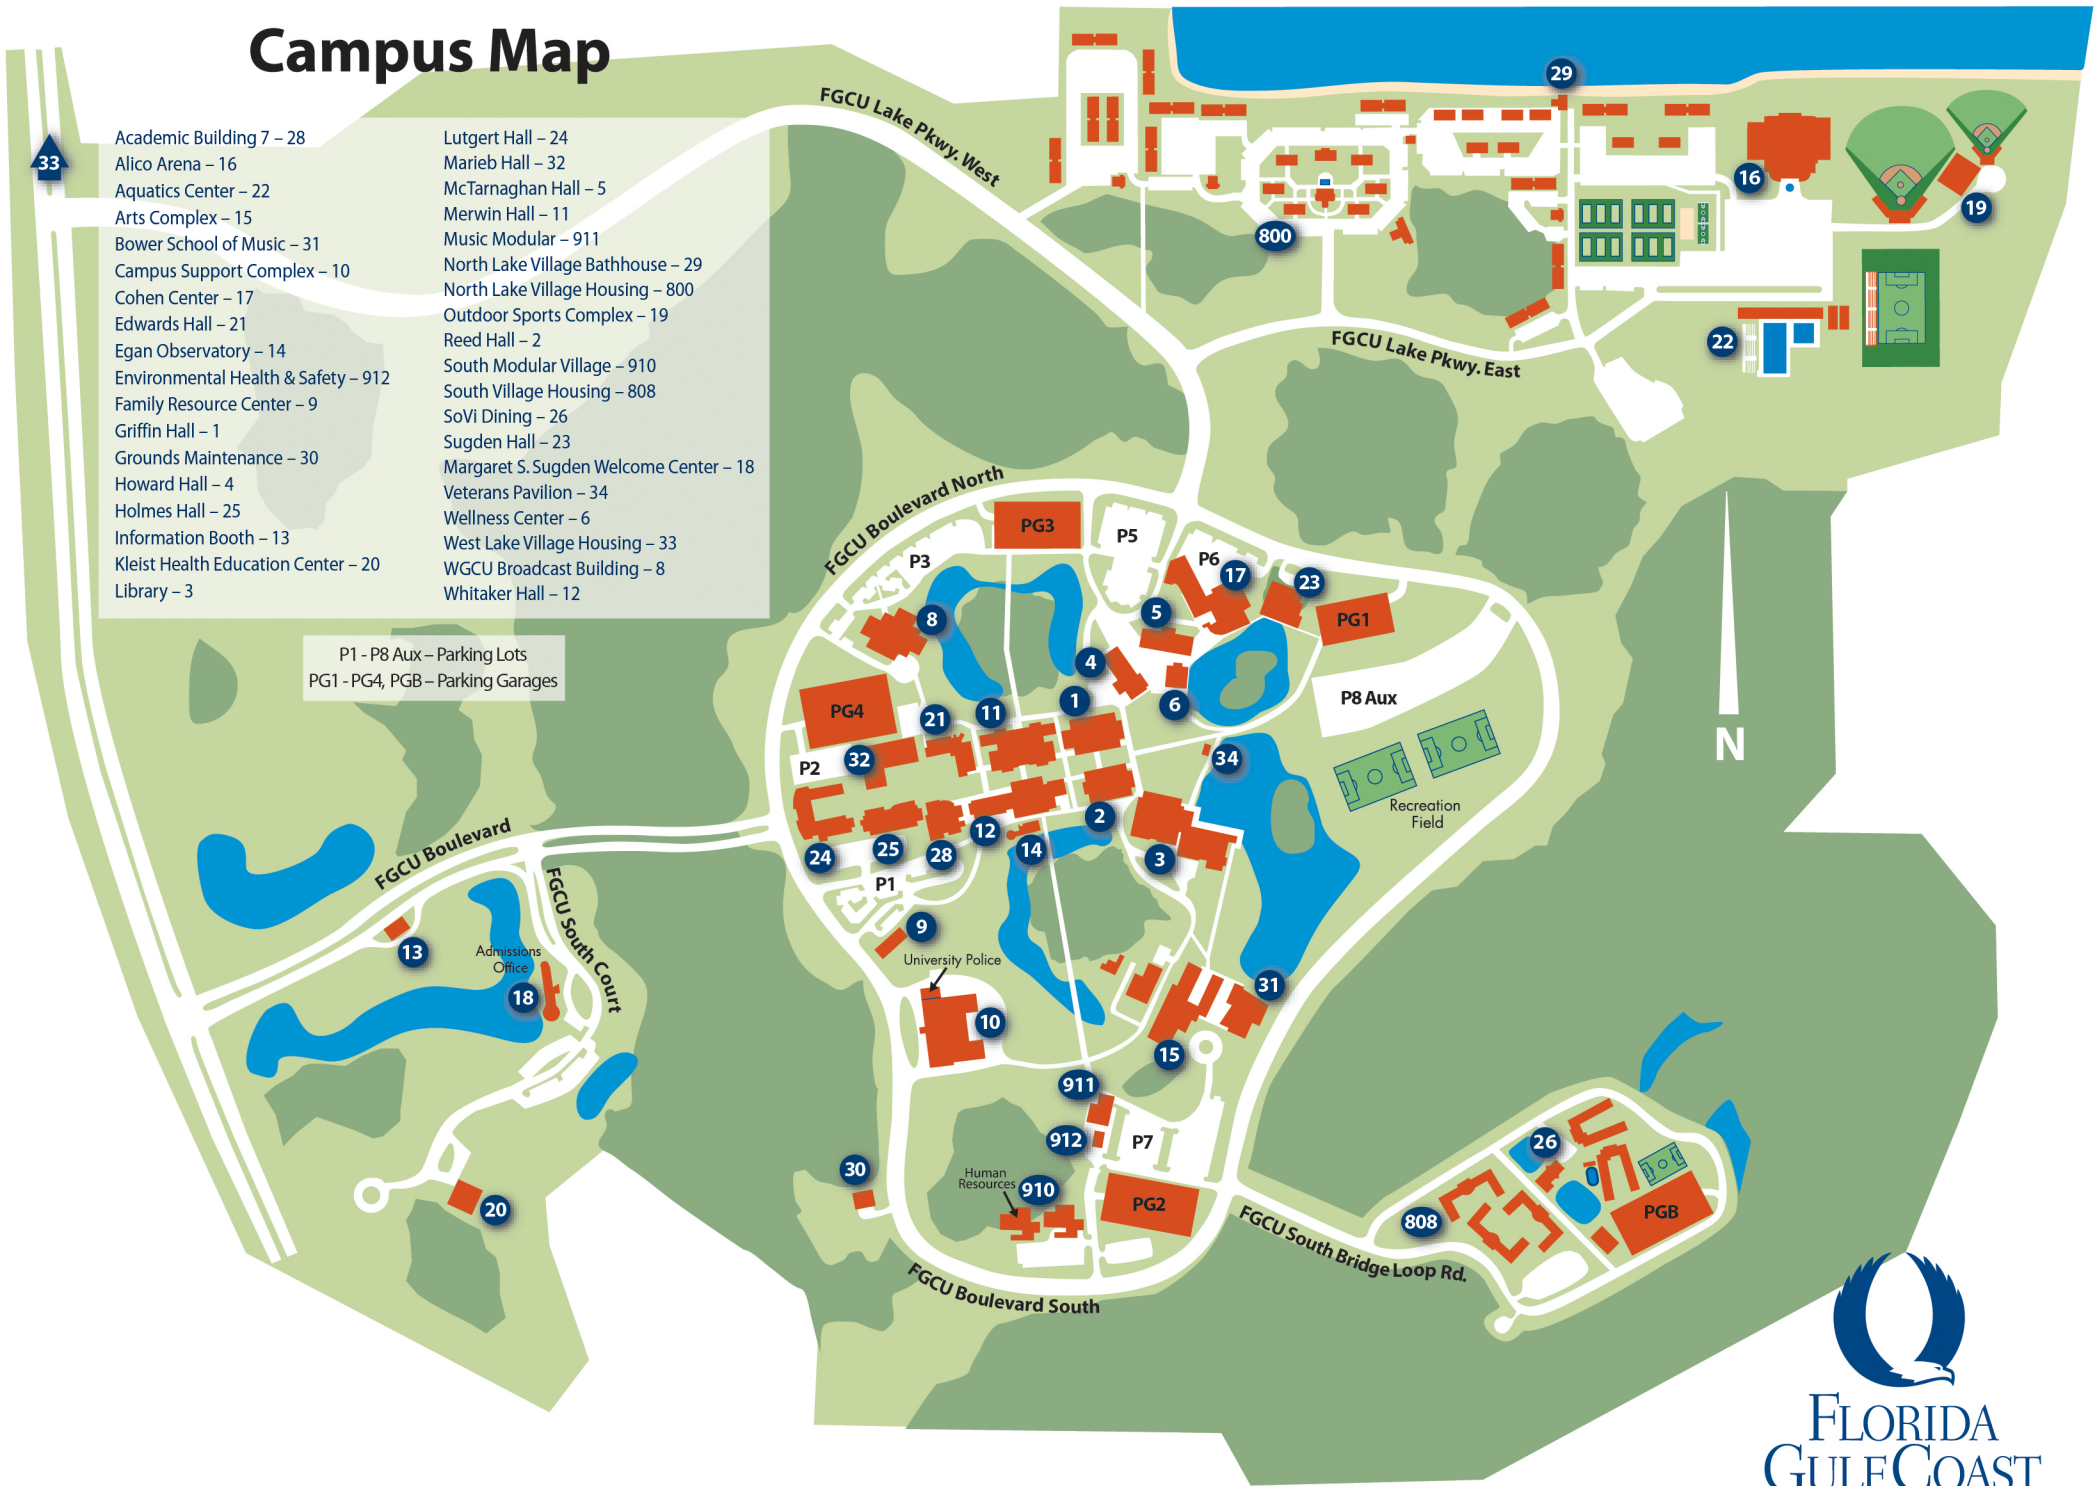 Campus Map
Academic Building 7 – 28
Alico Arena – 16
Aquatics Center – 22
Arts Complex – 15
Bower School of Music – 31
Campus Support Complex – 10
Cohen Center – 17
Edwards Hall – 21
Egan Observatory – 14
Environmental Health & Safety – 912
Family Resource Center – 9
Griffin Hall – 1
Grounds Maintenance – 30
Howard Hall – 4
Holmes Hall – 25
Information Booth – 13
Kleist Health Education Center – 20
Library – 3
Lutgert Hall – 24
Marieb Hall – 32
McTarnaghan Hall – 5
Merwin Hall – 11
Music Modular – 911
North Lake Village Bathhouse – 29
North Lake Village Housing – 800
Outdoor Sports Complex – 19
Reed Hall – 2
South Modular Village – 910
South Village Housing – 808
SoVi Dining – 26
Sugden Hall – 23
Margaret S. Sugden Welcome Center – 18
Veterans Pavilion – 34
Wellness Center – 6
West Lake Village Housing – 33
WGCU Broadcast Building – 8
Whitaker Hall – 12
P1 - P8 Aux – Parking Lots
PG1 - PG4, PGB – Parking Garages
33
FGCU Lake Pkwy. West
29
16
19
800
22
FGCU Lake Pkwy. East
FGCU Boulevard North
PG3
P5
P3
P6
17
23
8
5
PG1
4
6
P8 Aux
PG4
21
11
1
32
P2
34
N
Recreation
Field
24
25
28
12
14
2
3
P1
FGCU Boulevard
FGCU South Court
13
Admissions
Office
18
9
University Police
10
31
15
911
912
P7
30
Human
Resources
910
PG2
20
FGCU Boulevard South
FGCU South Bridge Loop Rd.
26
808
PGB
FLORIDA
GULF COAST